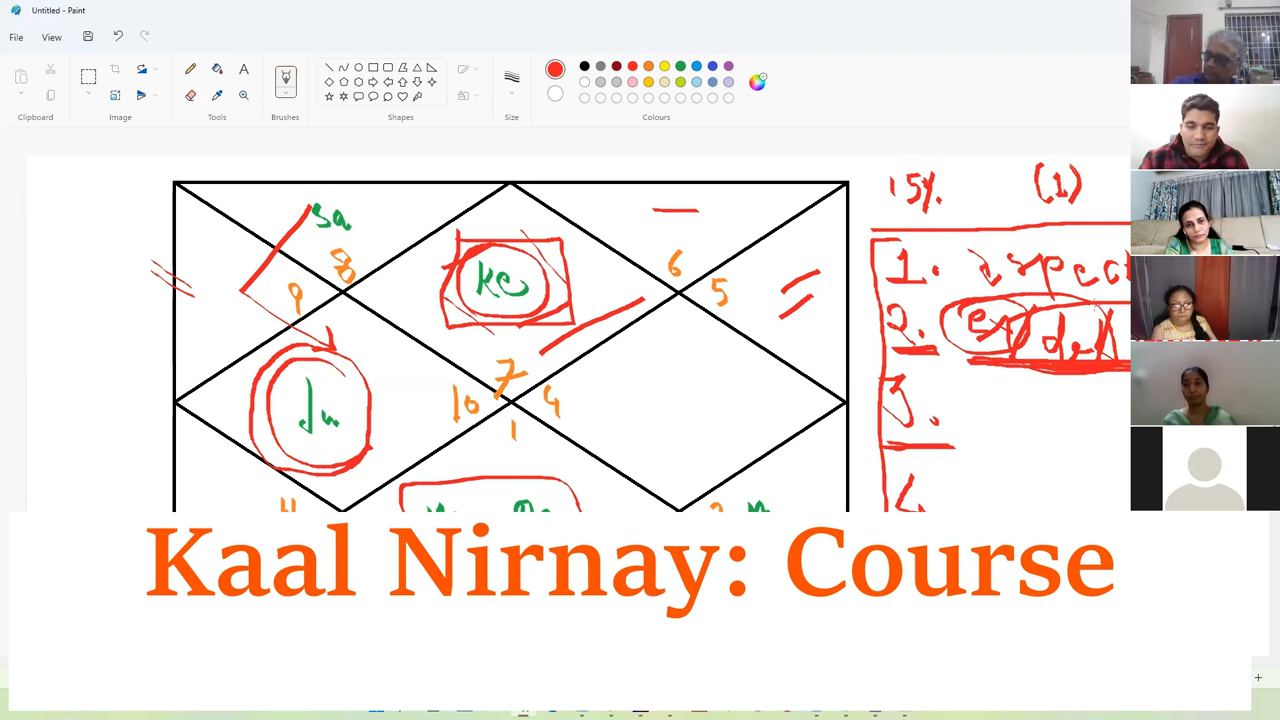 Untitled - Paint
File View
Clipboard Image Tools Brushes Shapes Size Colours
15%. (1)
Sa
8
9
Ke
6
5
7
10 4
1
Ju
11
1.
2.
3.
Kaal Nirnay: Course